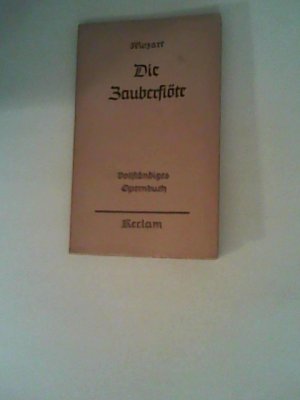 Mozart
Die
Zauberflöte
Vollständiges
Opernbuch
Reclam